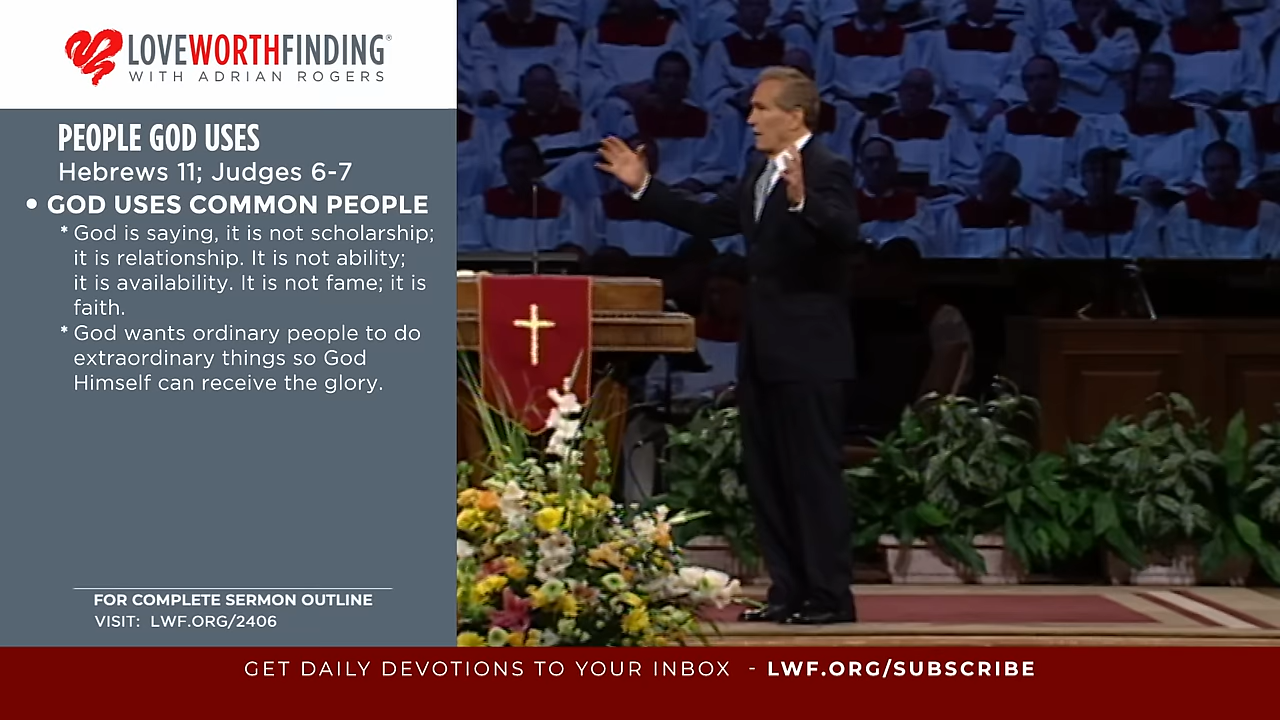 LOVEWORTHFINDING®
WITH ADRIAN ROGERS
PEOPLE GOD USES
Hebrews 11; Judges 6-7
• GOD USES COMMON PEOPLE
* God is saying, it is not scholarship;
it is relationship. It is not ability;
it is availability. It is not fame; it is
faith.
* God wants ordinary people to do
extraordinary things so God
Himself can receive the glory.
FOR COMPLETE SERMON OUTLINE
VISIT: LWF.ORG/2406
GET DAILY DEVOTIONS TO YOUR INBOX - LWF.ORG/SUBSCRIBE